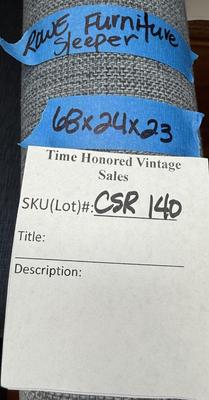 Rowe Furniture
Sleeper
68x24x23
Time Honored Vintage
Sales
SKU(Lot)#: CSR 140
Title:
Description: